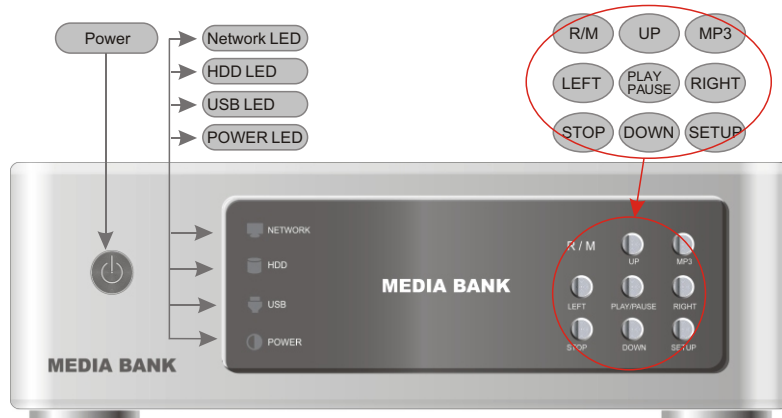 Power
Network LED
HDD LED
USB LED
POWER LED
R/M UP MP3
LEFT PLAY PAUSE RIGHT
STOP DOWN SETUP
NETWORK
HDD
USB
POWER
MEDIA BANK
R / M UP MP3
LEFT PLAY/PAUSE RIGHT
STOP DOWN SETUP
MEDIA BANK